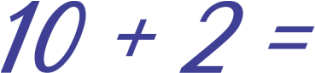 10 + 2 =